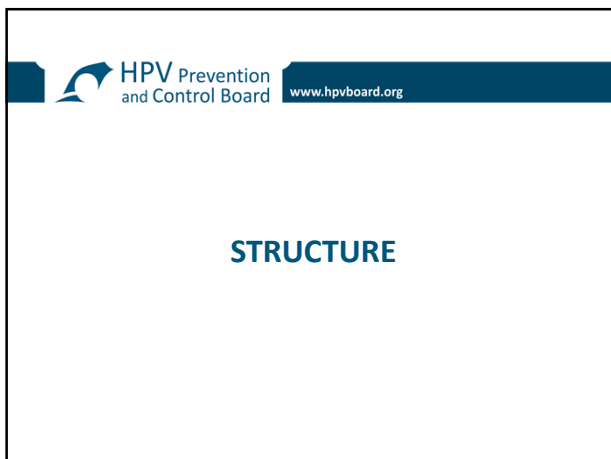 HPV Prevention
and Control Board
www.hpvboard.org
STRUCTURE